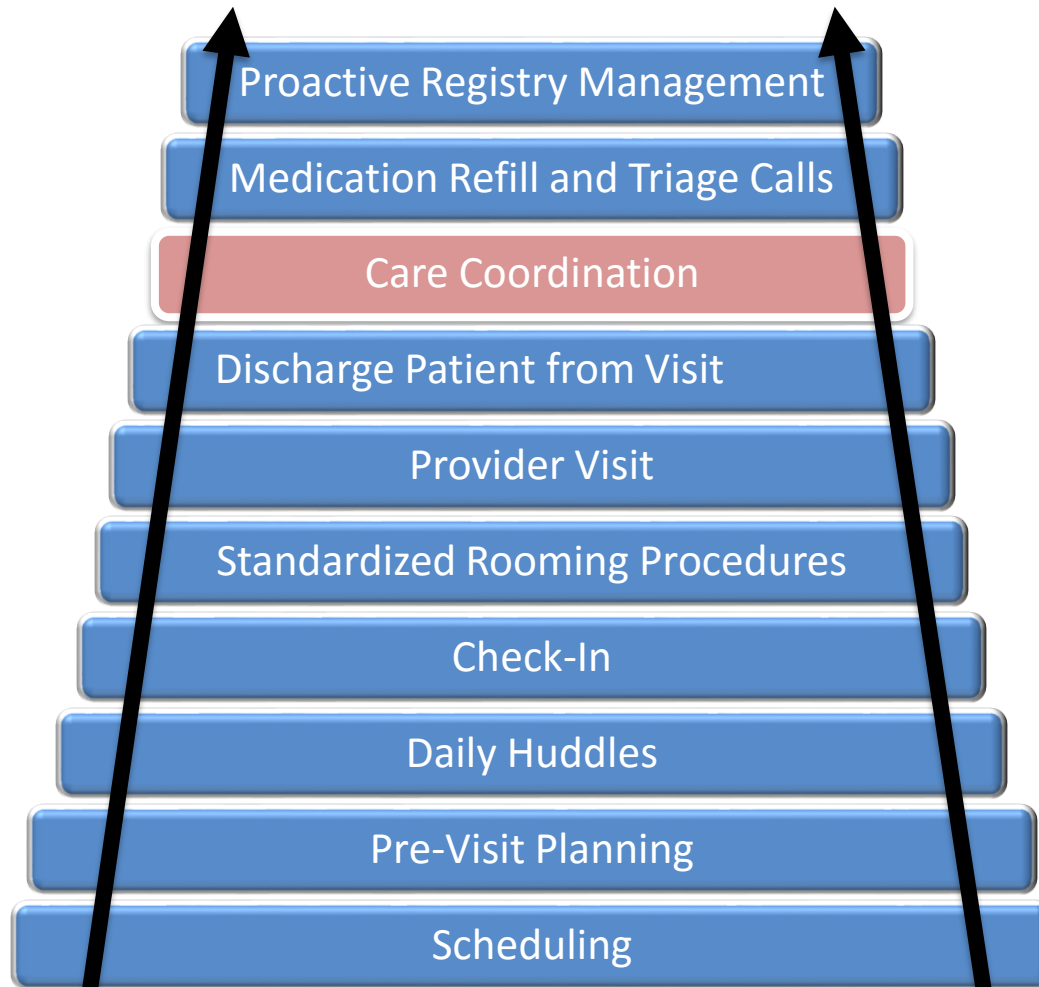 Proactive Registry Management
Medication Refill and Triage Calls
Care Coordination
Discharge Patient from Visit
Provider Visit
Standardized Rooming Procedures
Check-In
Daily Huddles
Pre-Visit Planning
Scheduling